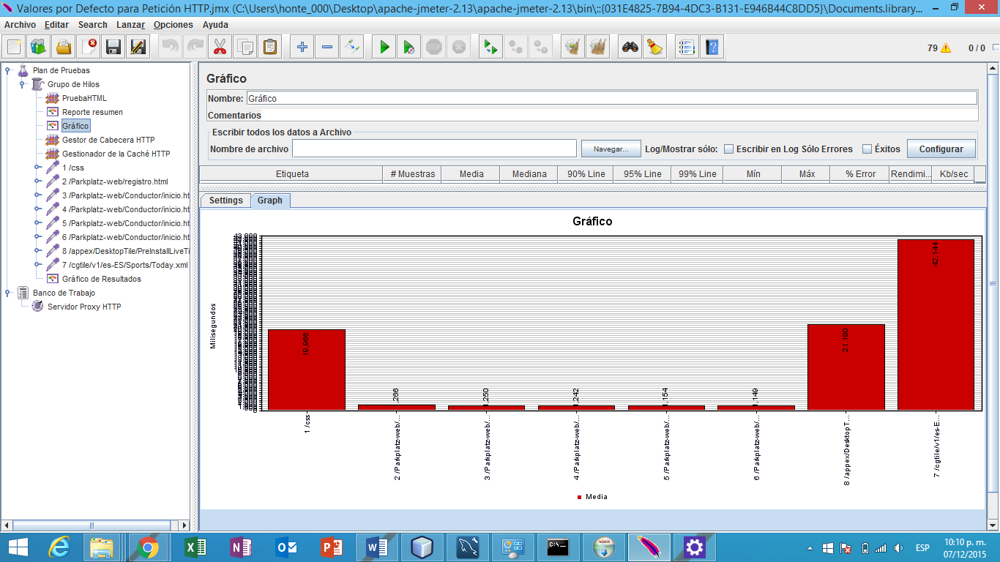 Valores por Defecto para Petición HTTP.jmx (C:\Users\honte_000\Desktop\apache-jmeter-2.13\apache-jmeter-2.13\bin\::{031E4825-7B94-4DC3-B131-E946B44C8DD5}\Documents.library...
Archivo Editar Search Lanzar Opciones Ayuda
79 0 / 0
Plan de Pruebas
Grupo de Hilos
PruebaHTML
Reporte resumen
Gráfico
Gestor de Cabecera HTTP
Gestionador de la Caché HTTP
1 /css
2 /Parkplatz-web/registro.html
3 /Parkplatz-web/Conductor/inicio.ht
4 /Parkplatz-web/Conductor/inicio.ht
5 /Parkplatz-web/Conductor/inicio.ht
6 /Parkplatz-web/Conductor/inicio.ht
8 /appex/DesktopTile/PreInstallLiveTi
7 /cgtile/v1/es-ES/Sports/Today.xml
Gráfico de Resultados
Banco de Trabajo
Servidor Proxy HTTP
Gráfico
Nombre: Gráfico
Comentarios
Escribir todos los datos a Archivo
Nombre de archivo Navegar... Log/Mostrar sólo: Escribir en Log Sólo Errores Éxitos Configurar
Etiqueta # Muestras Media Mediana 90% Line 95% Line 99% Line Mín Máx % Error Rendimi... Kb/sec
Settings Graph
Gráfico
Milisegundos
42,144
21,180
1 /css
2 /Parkplatz-web/...
3 /Parkplatz-web/...
4 /Parkplatz-web/...
5 /Parkplatz-web/...
6 /Parkplatz-web/...
8 /appex/Desktop T...
7 /cgtile/v1/es-E...
Media
ESP
10:10 p. m.
07/12/2015